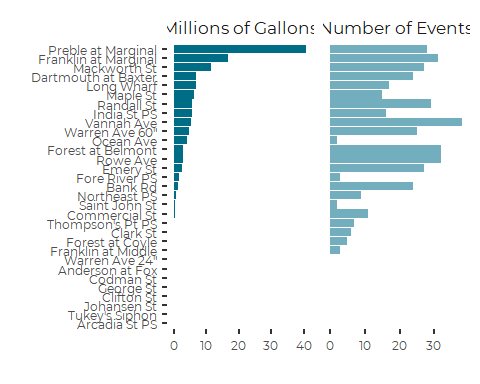 Millions of Gallons Number of Events
Preble at Marginal
Franklin at Marginal
Mackworth St
Dartmouth at Baxter
Long Wharf
Maple St
Randall St
India St PS
Vannah Ave
Warren Ave 60"
Ocean Ave
Forest at Belmont
Rowe Ave
Emery St
Fore River PS
Bank Rd
Northeast PS
Saint John St
Commercial St
Thompson's Pt PS
Clark St
Forest at Coyle
Franklin at Middle
Warren Ave 24"
Anderson at Fox
Codman St
George St
Clifton St
Johansen St
Tukey's Siphon
Arcadia St PS
0 10 20 30 40 0 10 20 30